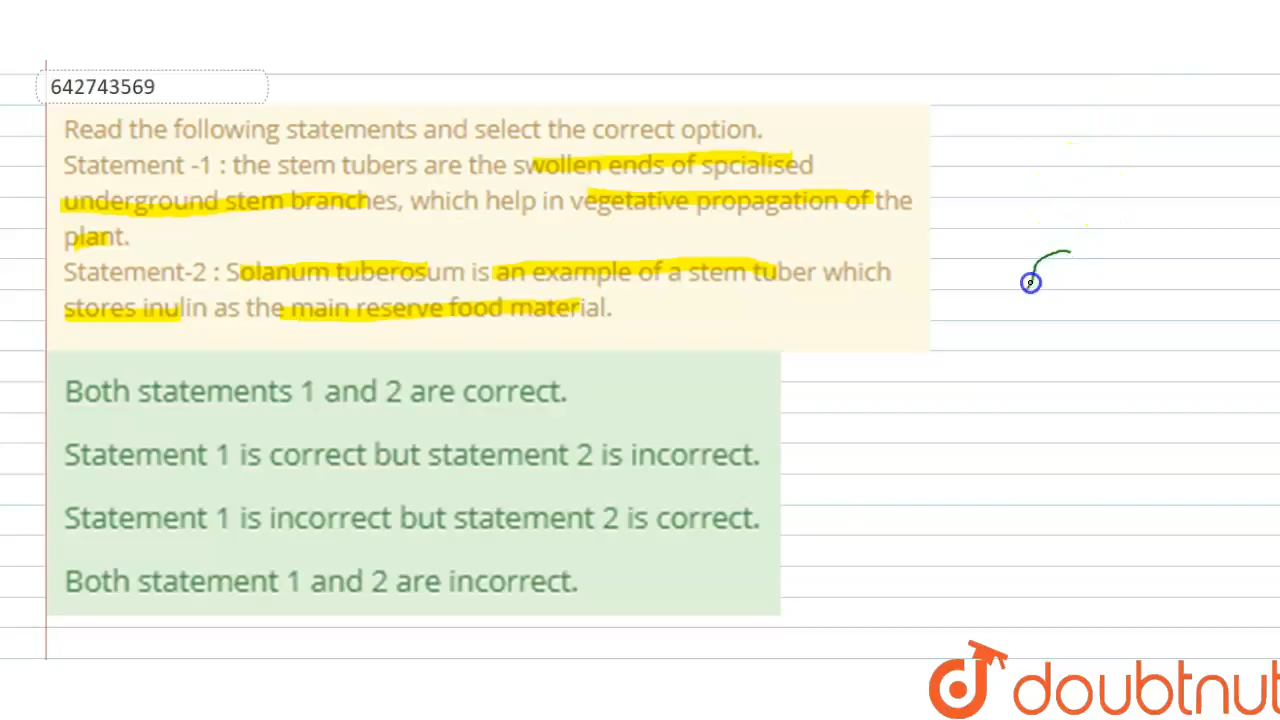 642743569
Read the following statements and select the correct option.
Statement -1 : the stem tubers are the swollen ends of spcialised
underground stem branches, which help in vegetative propagation of the
plant.
Statement-2 : Solanum tuberosum is an example of a stem tuber which
stores inulin as the main reserve food material.
Both statements 1 and 2 are correct.
Statement 1 is correct but statement 2 is incorrect.
Statement 1 is incorrect but statement 2 is correct.
Both statement 1 and 2 are incorrect.
doubtnut